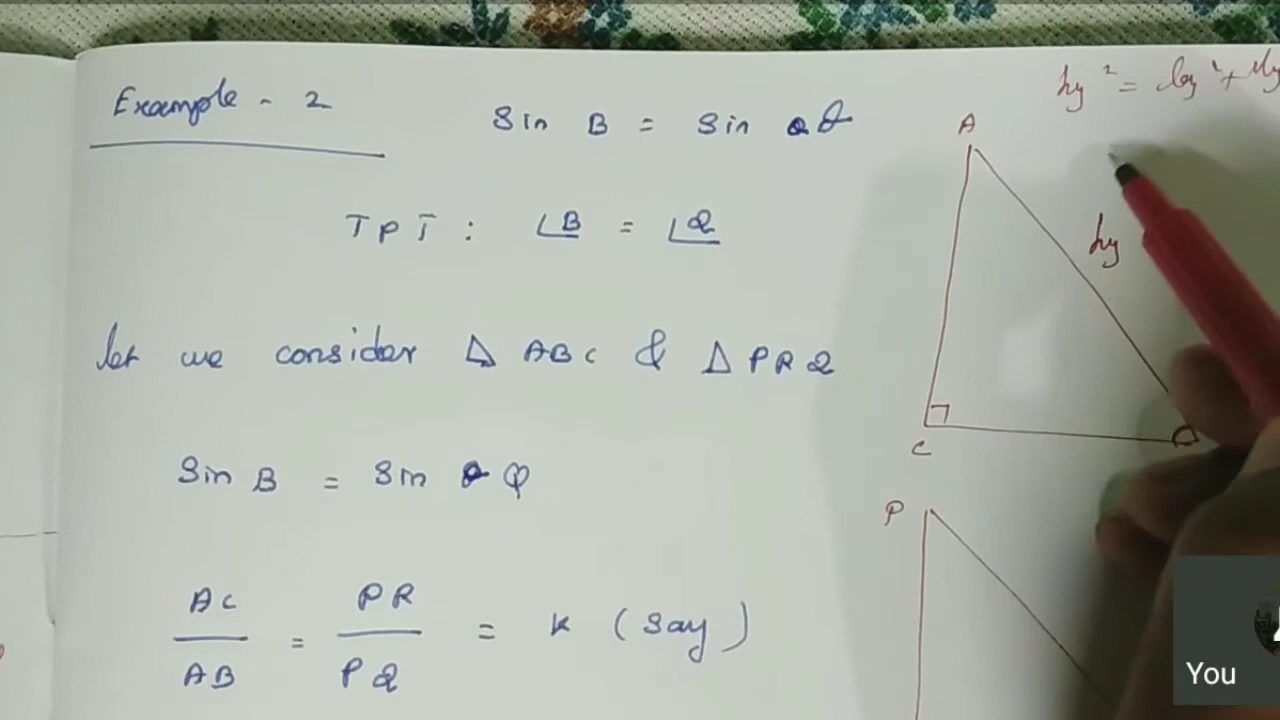 Example - 2
Sin B = Sin Q
TPT : ∠B = ∠Q
let we consider Δ ABC & Δ PRQ
Sin B = Sin Q
AC/AB = PR/PQ = K (Say)
hy² =
A
hy
C
P
You